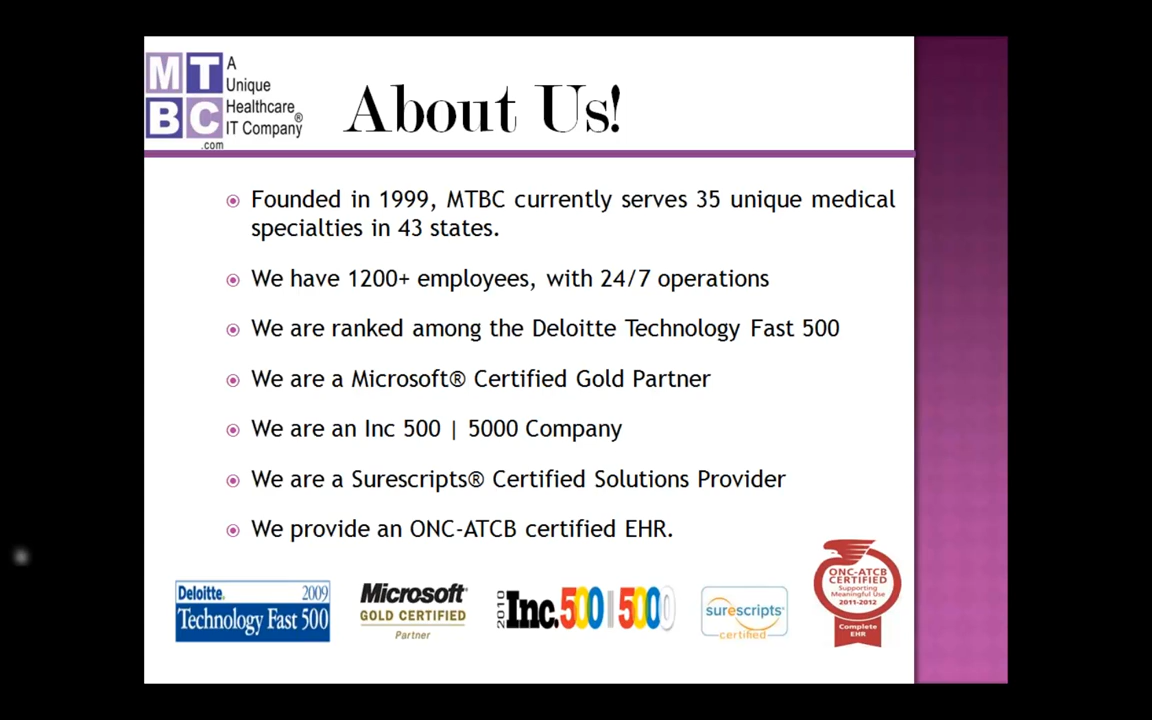 MTBC
.com
A
Unique
Healthcare
IT Company®
About Us!
Founded in 1999, MTBC currently serves 35 unique medical
specialties in 43 states.
We have 1200+ employees, with 24/7 operations
We are ranked among the Deloitte Technology Fast 500
We are a Microsoft® Certified Gold Partner
We are an Inc 500 | 5000 Company
We are a Surescripts® Certified Solutions Provider
We provide an ONC-ATCB certified EHR.
Deloitte. 2009
Technology Fast 500
Microsoft
GOLD CERTIFIED
Partner
2010 Inc. 500 | 5000
surescripts
certified
ONC-ATCB
CERTIFIED
Supporting
Meaningful Use
2011-2012
Complete
EHR